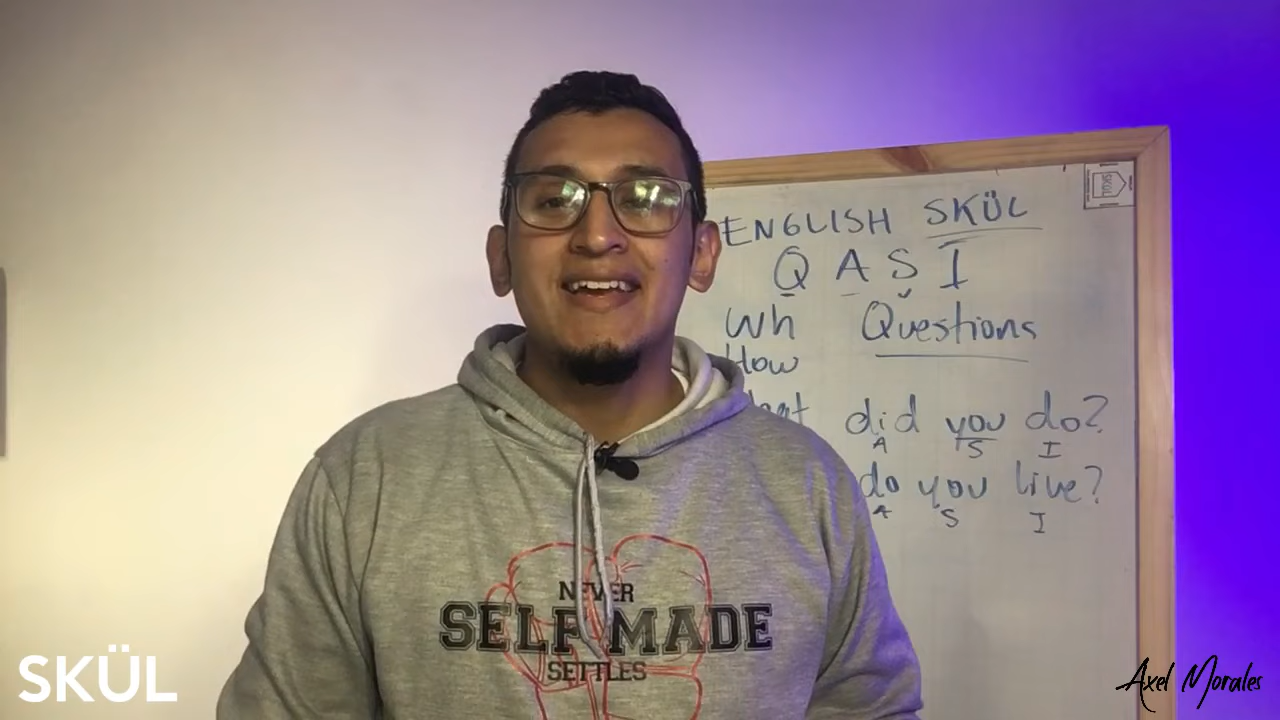 ENGLISH SKÜL
Q A S I
Wh Questions
How
did you do?
A S I
do you live?
A S I
NEVER
SELF MADE
SETTLES
SKÜL
Axel Morales